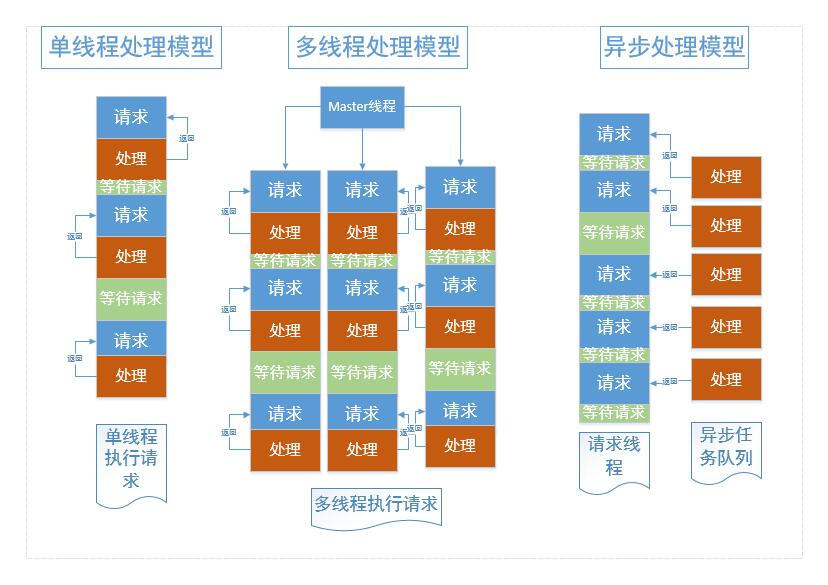 单线程处理模型
多线程处理模型
异步处理模型
请求
处理
返回
等待请求
请求
处理
返回
等待请求
请求
处理
返回
单线程
执行请
求
Master线程
请求
处理
返回
等待请求
请求
处理
返回
等待请求
请求
处理
返回
请求
处理
返回
等待请求
请求
处理
返回
等待请求
请求
处理
返回
请求
处理
返回
等待请求
请求
处理
返回
等待请求
请求
处理
返回
多线程执行请求
请求
返回
处理
等待请求
请求
返回
处理
等待请求
请求
返回
处理
等待请求
请求
返回
处理
等待请求
请求
返回
处理
等待请求
请求线
程
异步任
务队列